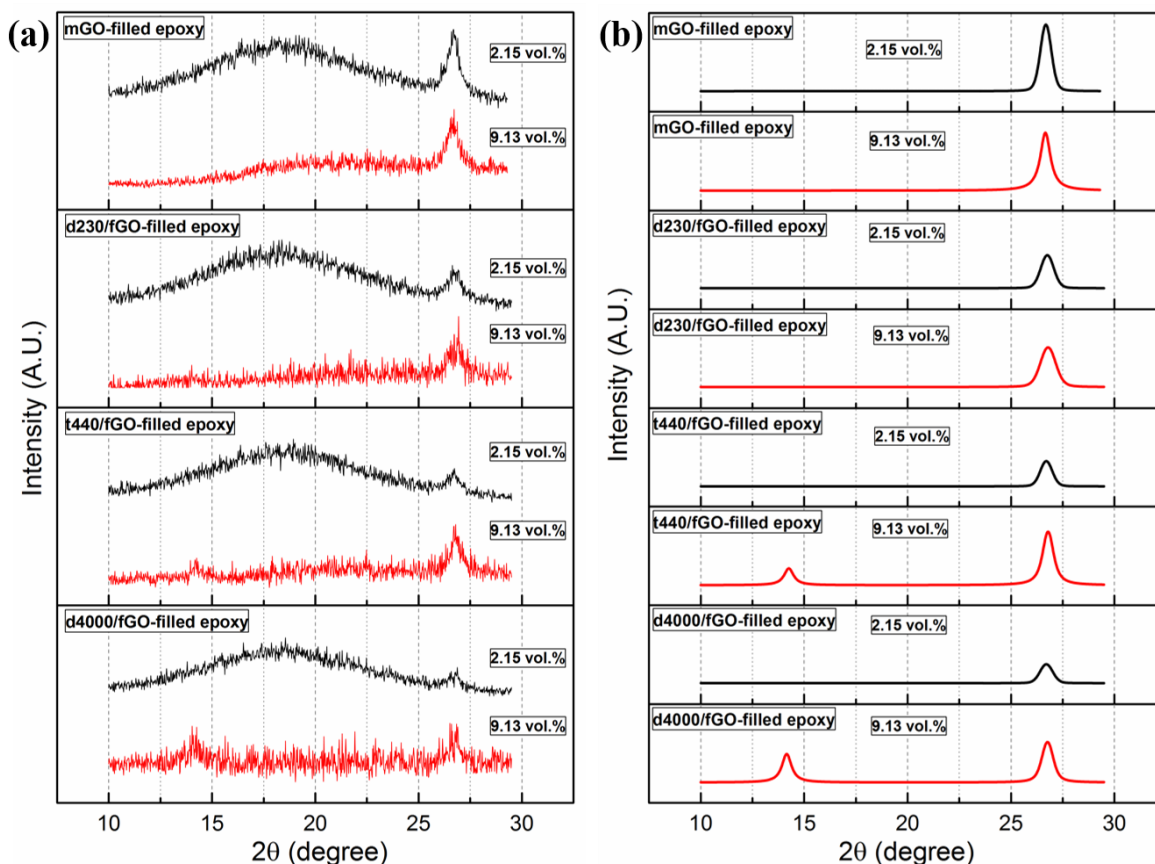 (a)
mGO-filled epoxy
2.15 vol.%
9.13 vol.%
d230/fGO-filled epoxy
2.15 vol.%
9.13 vol.%
t440/fGO-filled epoxy
2.15 vol.%
9.13 vol.%
d4000/fGO-filled epoxy
2.15 vol.%
9.13 vol.%
Intensity (A.U.)
10 15 20 25 30
2θ (degree)
(b)
mGO-filled epoxy
2.15 vol.%
mGO-filled epoxy
9.13 vol.%
d230/fGO-filled epoxy
2.15 vol.%
d230/fGO-filled epoxy
9.13 vol.%
t440/fGO-filled epoxy
2.15 vol.%
t440/fGO-filled epoxy
9.13 vol.%
d4000/fGO-filled epoxy
2.15 vol.%
d4000/fGO-filled epoxy
9.13 vol.%
Intensity (A.U.)
10 15 20 25 30
2θ (degree)